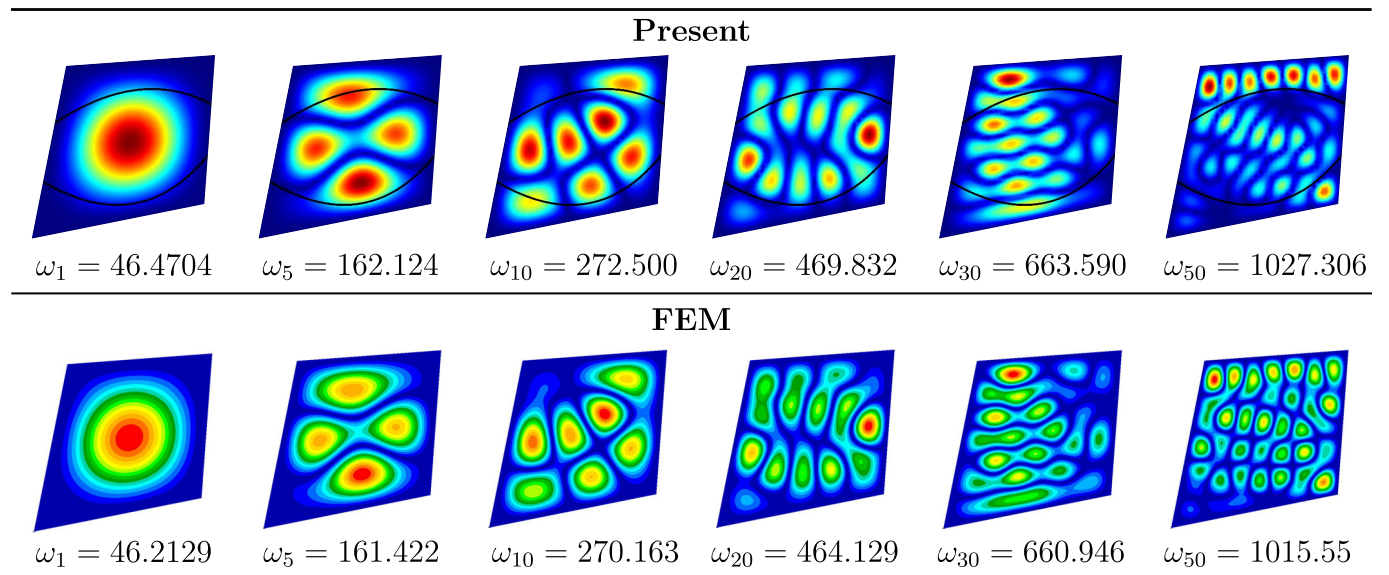 Present
ω₁ = 46.4704 ω₅ = 162.124 ω₁₀ = 272.500 ω₂₀ = 469.832 ω₃₀ = 663.590 ω₅₀ = 1027.306
FEM
ω₁ = 46.2129 ω₅ = 161.422 ω₁₀ = 270.163 ω₂₀ = 464.129 ω₃₀ = 660.946 ω₅₀ = 1015.55